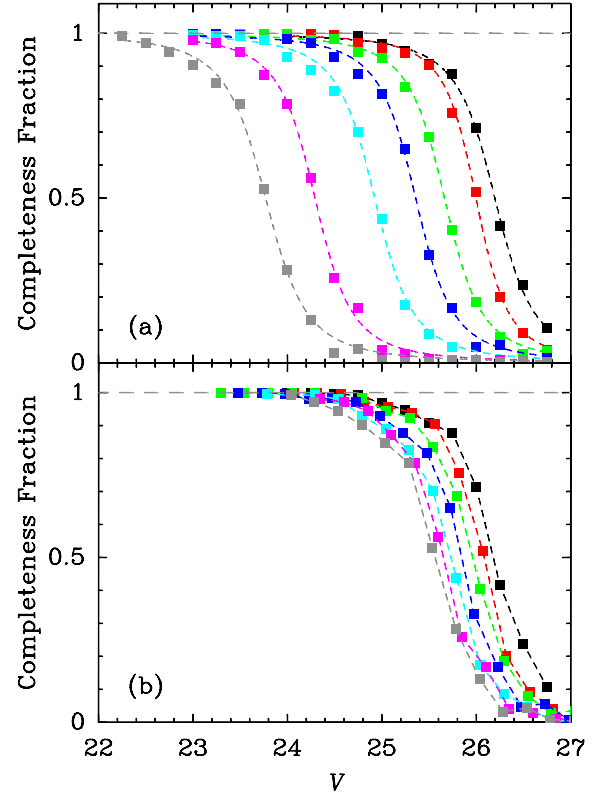 1
Completeness Fraction
0.5
(a)
0
1
Completeness Fraction
0.5
(b)
0
22 23 24 25 26 27
V